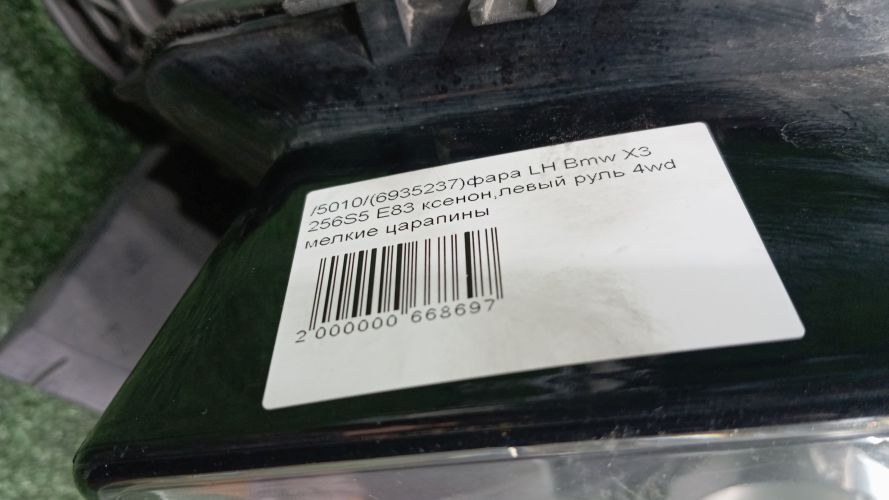 /5010/(6935237)фара LH Bmw X3
256S5 E83 ксенон,левый руль 4wd
мелкие царапины
2 000000 668697